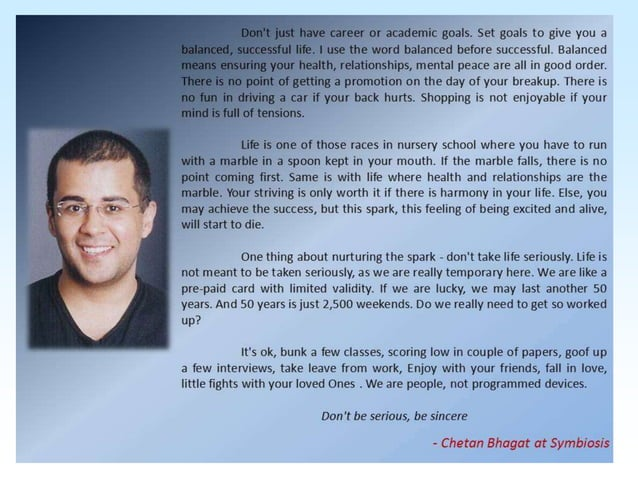 Don't just have career or academic goals. Set goals to give you a
balanced, successful life. I use the word balanced before successful. Balanced
means ensuring your health, relationships, mental peace are all in good order.
There is no point of getting a promotion on the day of your breakup. There is
no fun in driving a car if your back hurts. Shopping is not enjoyable if your
mind is full of tensions.
Life is one of those races in nursery school where you have to run
with a marble in a spoon kept in your mouth. If the marble falls, there is no
point coming first. Same is with life where health and relationships are the
marble. Your striving is only worth it if there is harmony in your life. Else, you
may achieve the success, but this spark, this feeling of being excited and alive,
will start to die.
One thing about nurturing the spark - don't take life seriously. Life is
not meant to be taken seriously, as we are really temporary here. We are like a
pre-paid card with limited validity. If we are lucky, we may last another 50
years. And 50 years is just 2,500 weekends. Do we really need to get so worked
up?
It's ok, bunk a few classes, scoring low in couple of papers, goof up
a few interviews, take leave from work, Enjoy with your friends, fall in love,
little fights with your loved Ones . We are people, not programmed devices.
Don't be serious, be sincere
- Chetan Bhagat at Symbiosis